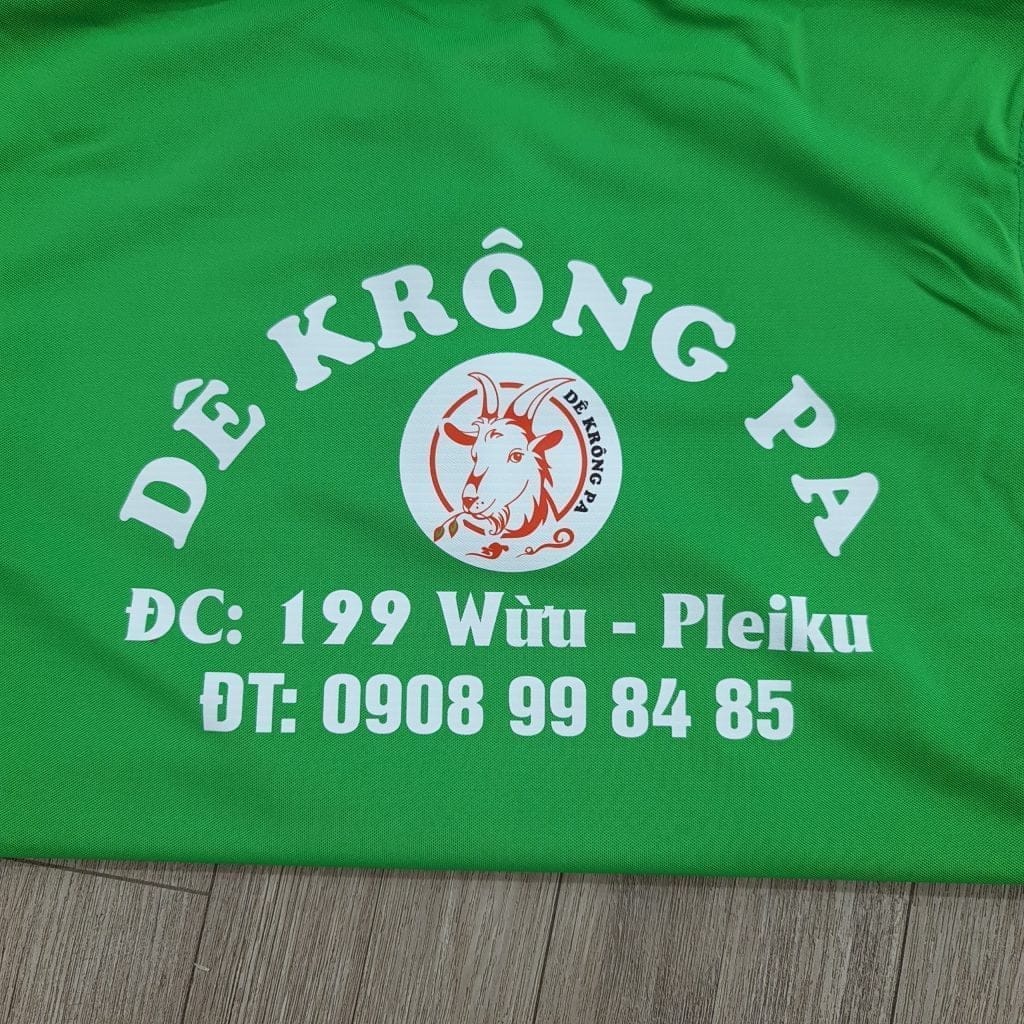 DÊ KRÔNG PA
DÊ KRÔNG PA
ĐC: 199 Wừu - Pleiku
ĐT: 0908 99 84 85